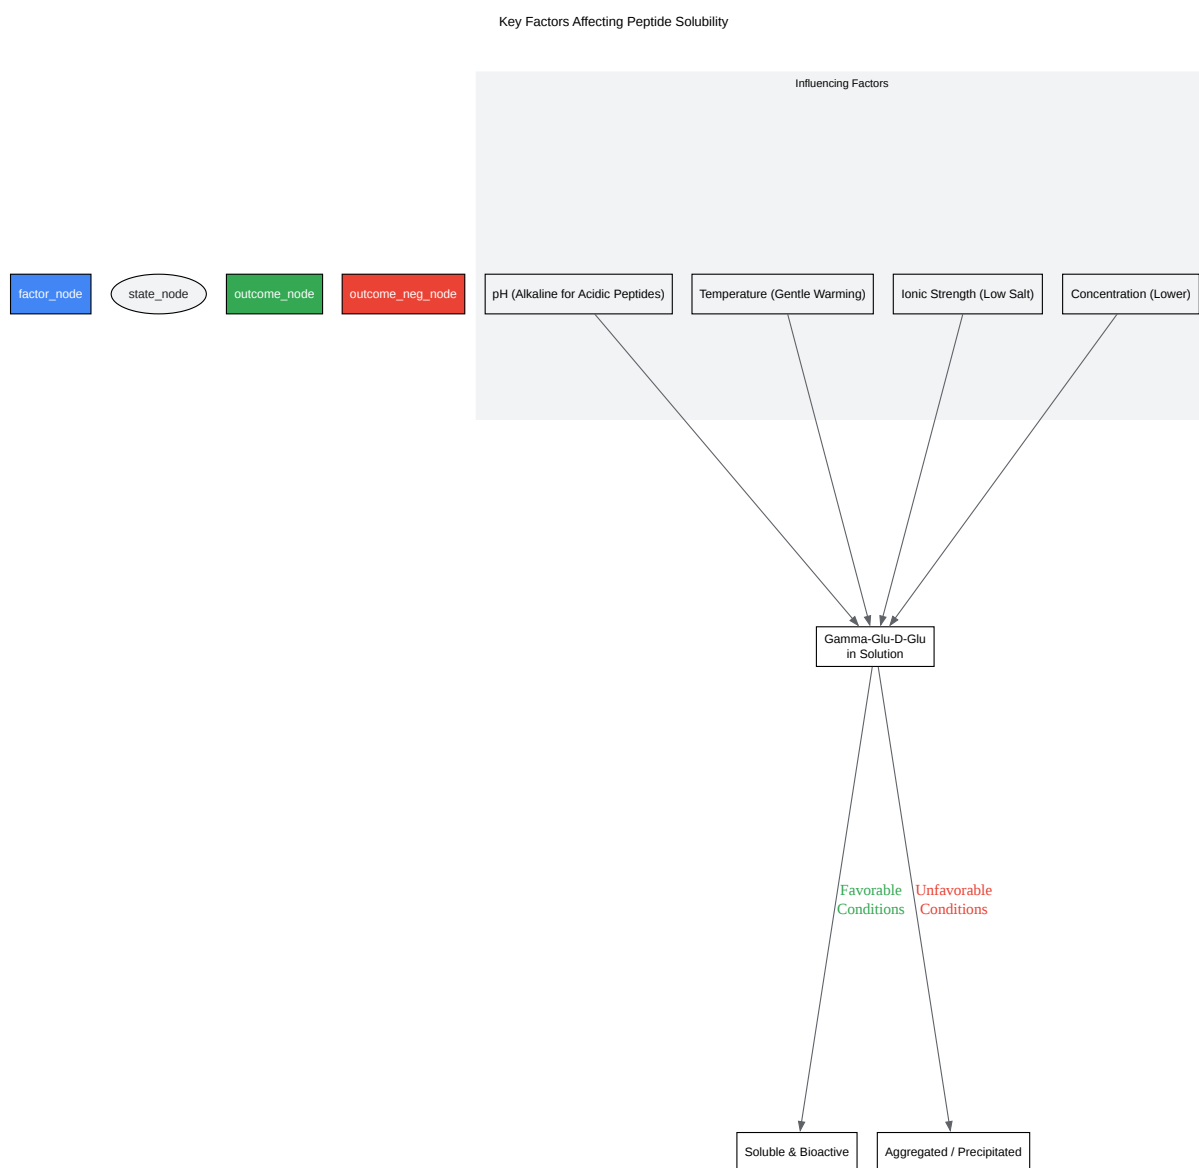 Key Factors Affecting Peptide Solubility
Influencing Factors
factor_node
state_node
outcome_node
outcome_neg_node
pH (Alkaline for Acidic Peptides)
Temperature (Gentle Warming)
Ionic Strength (Low Salt)
Concentration (Lower)
Gamma-Glu-D-Glu
in Solution
Favorable
Conditions
Unfavorable
Conditions
Soluble & Bioactive
Aggregated / Precipitated